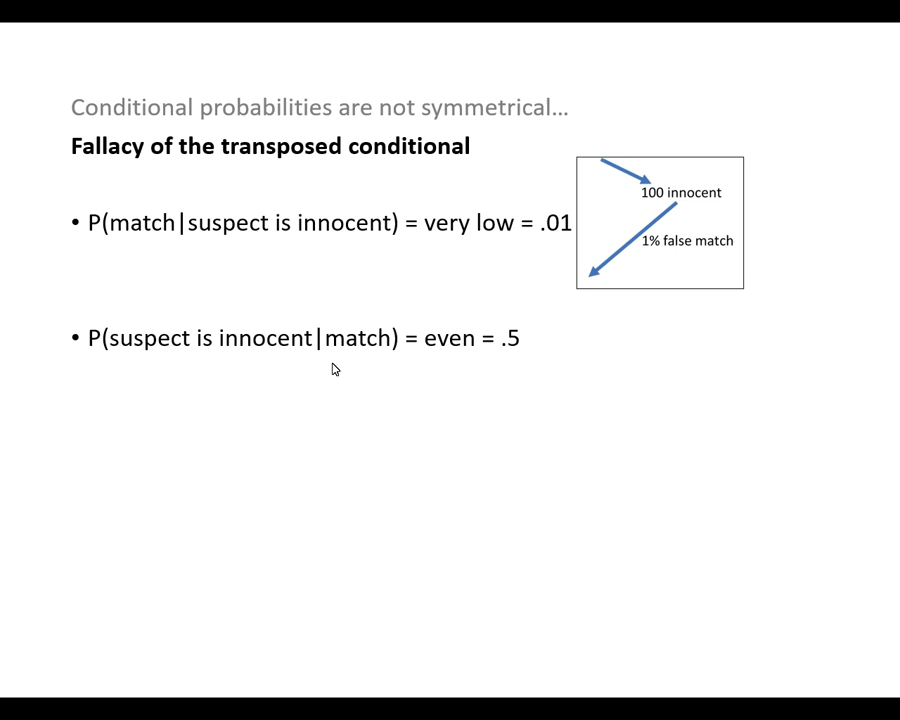 Conditional probabilities are not symmetrical…
Fallacy of the transposed conditional
• P(match|suspect is innocent) = very low = .01
100 innocent
1% false match
• P(suspect is innocent|match) = even = .5